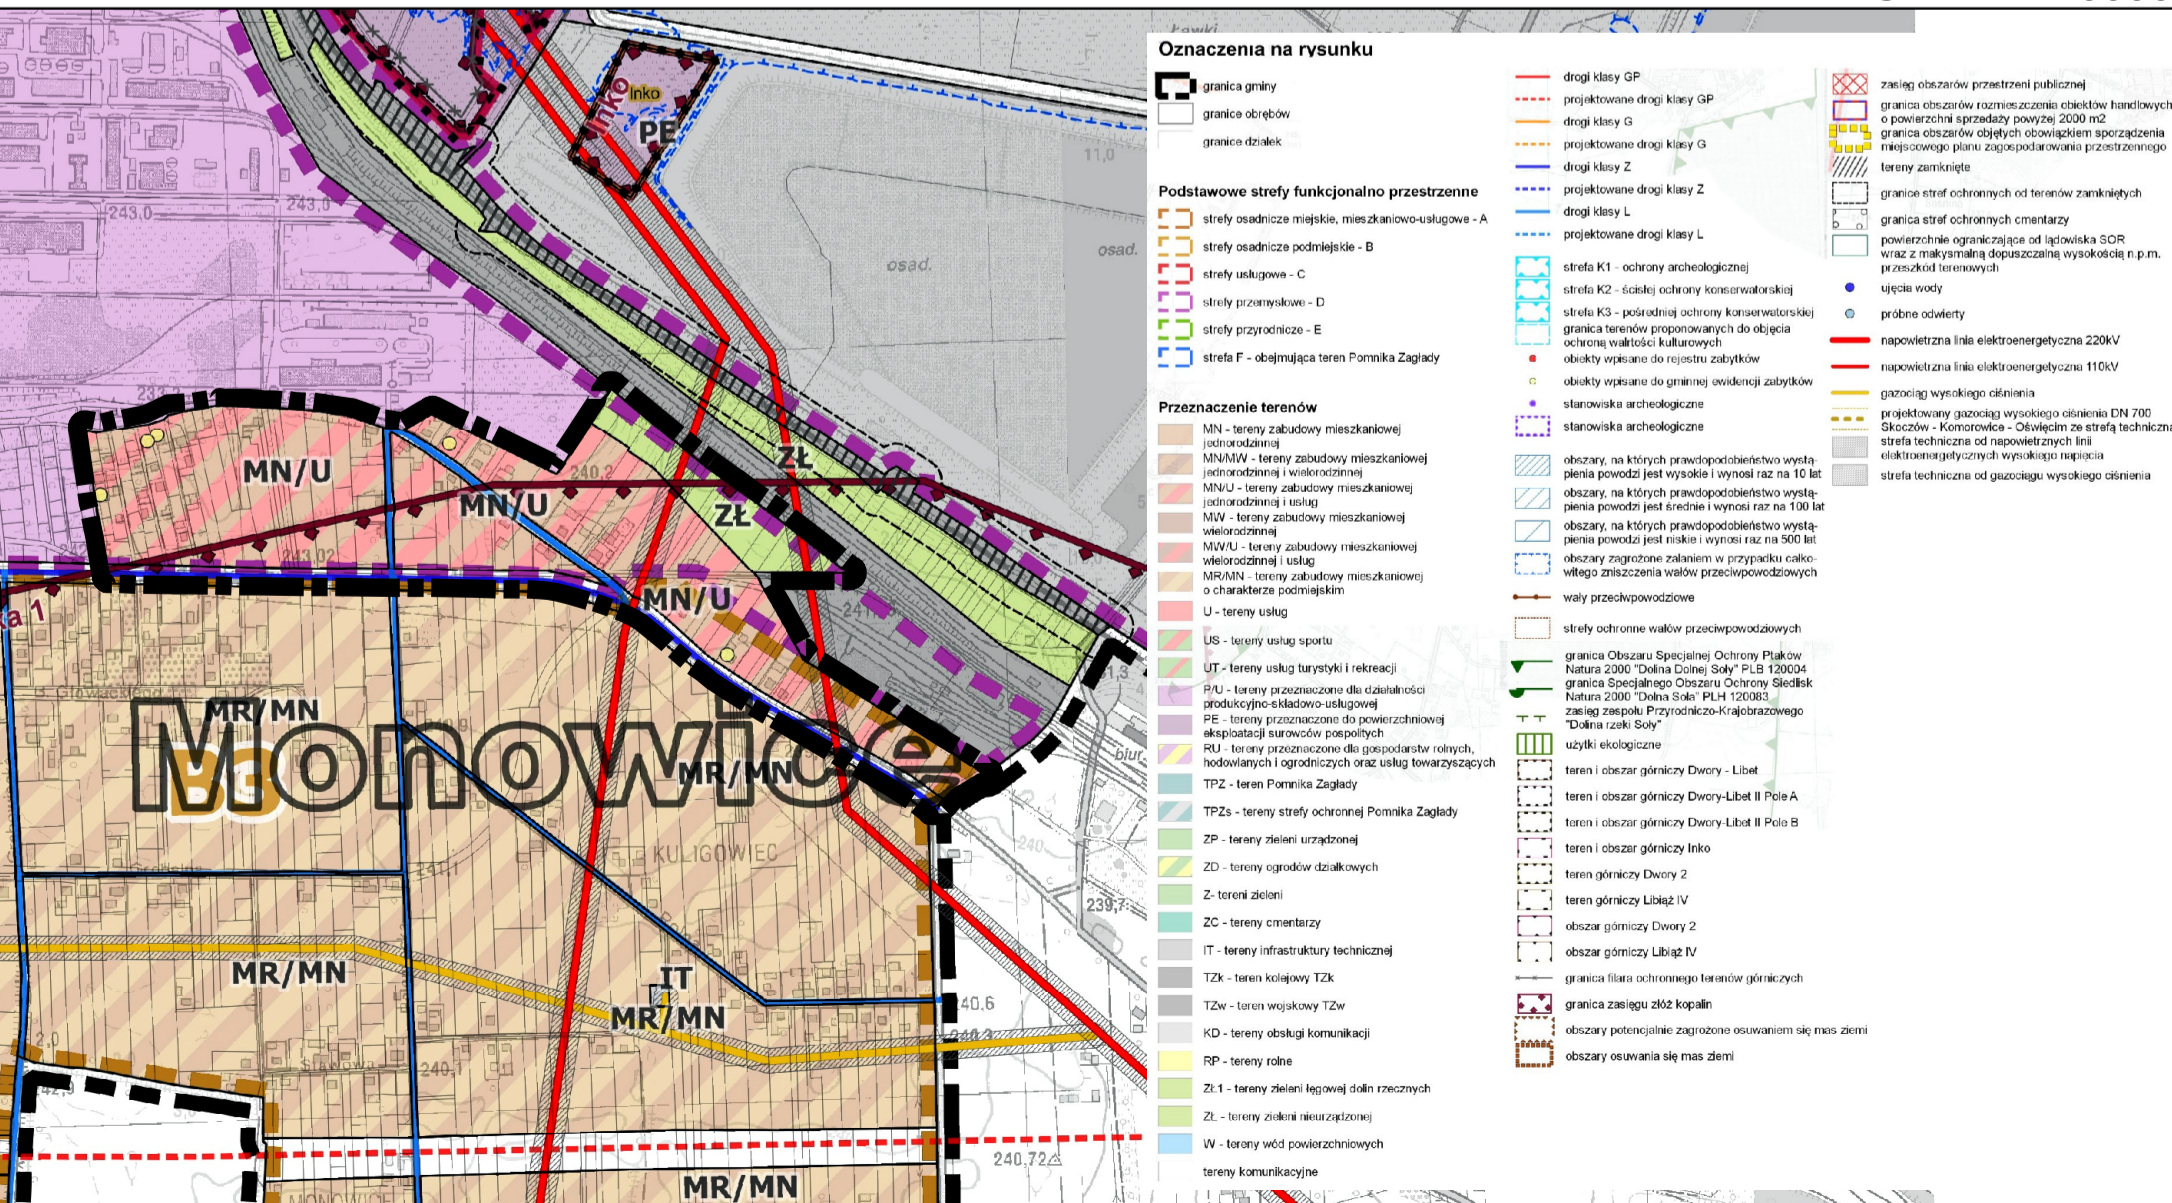 Ławki
Inko
Inko
PE
11,0
osad.
osad.
243,0
243,0
MN/U
MN/U
240,2
ZŁ
ZŁ
243,02
MN/U
MR/MN
Monowice
B3
MR/MN
biur.
KULIGOWIEC
241,1
240
239,7
MR/MN
IT
MR/MN
240,6
240,3
Sławowa
240,1
240,72
MR/MN
MONOWICE
Oznaczenia na rysunku
granica gminy
granice obrębów
granice działek
Podstawowe strefy funkcjonalno przestrzenne
strefy osadnicze miejskie, mieszkaniowo-usługowe - A
strefy osadnicze podmiejskie - B
strefy usługowe - C
strefy przemysłowe - D
strefy przyrodnicze - E
strefa F - obejmująca teren Pomnika Zagłady
Przeznaczenie terenów
MN - tereny zabudowy mieszkaniowej
jednorodzinnej
MN/MW - tereny zabudowy mieszkaniowej
jednorodzinnej i wielorodzinnej
MN/U - tereny zabudowy mieszkaniowej
jednorodzinnej i usług
MW - tereny zabudowy mieszkaniowej
wielorodzinnej
MW/U - tereny zabudowy mieszkaniowej
wielorodzinnej i usług
MR/MN - tereny zabudowy mieszkaniowej
o charakterze podmiejskim
U - tereny usług
US - tereny usług sportu
UT - tereny usług turystyki i rekreacji
P/U - tereny przeznaczone dla działalności
produkcyjno-składowo-usługowej
PE - tereny przeznaczone do powierzchniowej
eksploatacji surowców pospolitych
RU - tereny przeznaczone dla gospodarstw rolnych,
hodowlanych i ogrodniczych oraz usług towarzyszących
TPZ - teren Pomnika Zagłady
TPZs - tereny strefy ochronnej Pomnika Zagłady
ZP - tereny zieleni urządzonej
ZD - tereny ogrodów działkowych
Z- tereni zieleni
ZC - tereny cmentarzy
IT - tereny infrastruktury technicznej
TZk - teren kolejowy TZk
TZw - teren wojskowy TZw
KD - tereny obsługi komunikacji
RP - tereny rolne
ZŁ1 - tereny zieleni łęgowej dolin rzecznych
ZŁ - tereny zieleni nieurządzonej
W - tereny wód powierzchniowych
tereny komunikacyjne
drogi klasy GP
projektowane drogi klasy GP
drogi klasy G
projektowane drogi klasy G
drogi klasy Z
projektowane drogi klasy Z
drogi klasy L
projektowane drogi klasy L
strefa K1 - ochrony archeologicznej
strefa K2 - ścisłej ochrony konserwatorskiej
strefa K3 - pośredniej ochrony konserwatorskiej
granica terenów proponowanych do objęcia
ochroną walrtości kulturowych
obiekty wpisane do rejestru zabytków
obiekty wpisane do gminnej ewidencji zabytków
stanowiska archeologiczne
stanowiska archeologiczne
obszary, na których prawdopodobieństwo wystą-
pienia powodzi jest wysokie i wynosi raz na 10 lat
obszary, na których prawdopodobieństwo wystą-
pienia powodzi jest średnie i wynosi raz na 100 lat
obszary, na których prawdopodobieństwo wystą-
pienia powodzi jest niskie i wynosi raz na 500 lat
obszary zagrożone zalaniem w przypadku całko-
witego zniszczenia wałów przeciwpowodziowych
wały przeciwpowodziowe
strefy ochronne wałów przeciwpowodziowych
granica Obszaru Specjalnej Ochrony Ptaków
Natura 2000 "Dolina Dolnej Soły" PLB 120004
granica Specjalnego Obszaru Ochrony Siedlisk
Natura 2000 "Dolna Soła" PLH 120083
zasięg zespołu Przyrodniczo-Krajobrazowego
"Dolina rzeki Soły"
użytki ekologiczne
teren i obszar górniczy Dwory - Libet
teren i obszar górniczy Dwory-Libet II Pole A
teren i obszar górniczy Dwory-Libet II Pole B
teren i obszar górniczy Inko
teren górniczy Dwory 2
teren górniczy Libiąż IV
obszar górniczy Dwory 2
obszar górniczy Libiąż IV
granica filara ochronnego terenów górniczych
granica zasięgu złóż kopalin
obszary potencjalnie zagrożone osuwaniem się mas ziemi
obszary osuwania się mas ziemi
zasięg obszarów przestrzeni publicznej
granica obszarów rozmieszczenia obiektów handlowych
o powierzchni sprzedaży powyżej 2000 m2
granica obszarów objętych obowiązkiem sporządzenia
miejscowego planu zagospodarowania przestrzennego
tereny zamknięte
granice stref ochronnych od terenów zamkniętych
granica stref ochronnych cmentarzy
powierzchnie ograniczające od lądowiska SOR
wraz z maksymalną dopuszczalną wysokością n.p.m.
przeszkód terenowych
ujęcia wody
próbne odwierty
napowietrzna linia elektroenergetyczna 220kV
napowietrzna linia elektroenergetyczna 110kV
gazociąg wysokiego ciśnienia
projektowany gazociąg wysokiego ciśnienia DN 700
Skoczów - Komorowice - Oświęcim ze strefą techniczną
strefa techniczna od napowietrznych linii
elektroenergetycznych wysokiego napięcia
strefa techniczna od gazociągu wysokiego ciśnienia